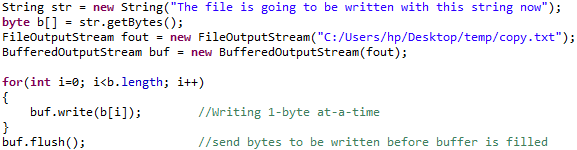 String str = new String("The file is going to be written with this string now");
byte b[] = str.getBytes();
FileOutputStream fout = new FileOutputStream("C:/Users/hp/Desktop/temp/copy.txt");
BufferedOutputStream buf = new BufferedOutputStream(fout);
for(int i=0; i<b.length; i++)
{
buf.write(b[i]); //Writing 1-byte at-a-time
}
buf.flush(); //send bytes to be written before buffer is filled